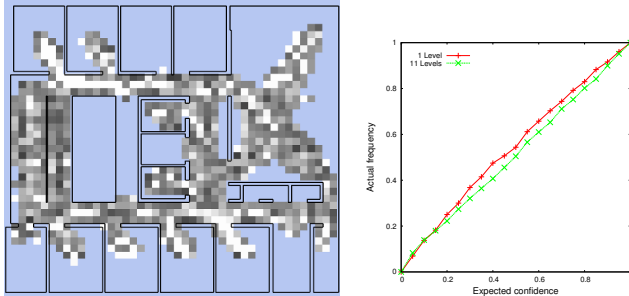 1 Level
11 Levels
Actual frequency
1
0.8
0.6
0.4
0.2
0
0 0.2 0.4 0.6 0.8 1
Expected confidence